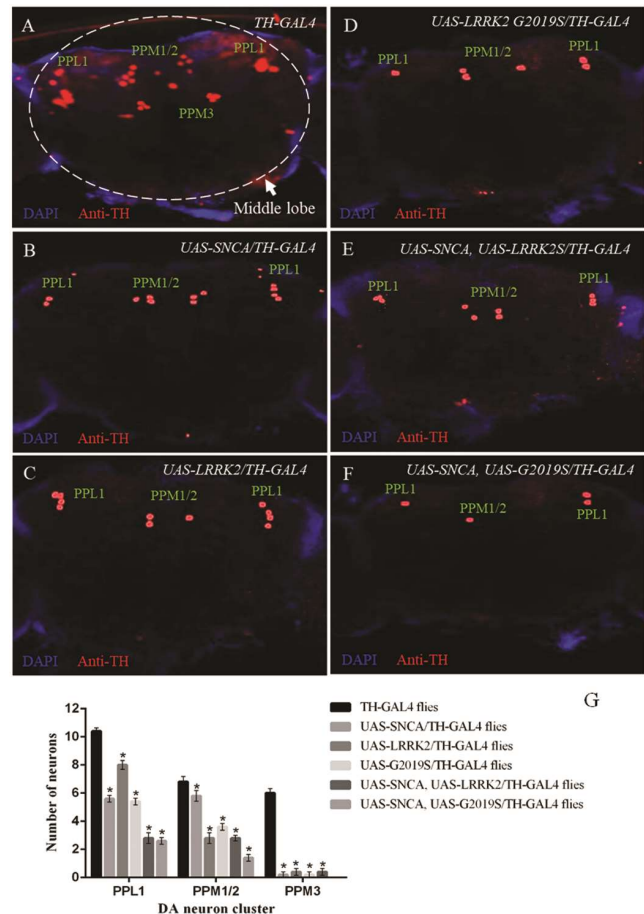 A
TH-GAL4
PPL1
PPM1/2
PPL1
PPM3
Middle lobe
DAPI
Anti-TH
B
UAS-SNCA/TH-GAL4
PPL1
PPM1/2
PPL1
DAPI
Anti-TH
C
UAS-LRRK2/TH-GAL4
PPL1
PPM1/2
PPL1
DAPI
Anti-TH
D
UAS-LRRK2 G2019S/TH-GAL4
PPL1
PPM1/2
PPL1
DAPI
Anti-TH
E
UAS-SNCA, UAS-LRRK2S/TH-GAL4
PPL1
PPM1/2
PPL1
DAPI
Anti-TH
F
UAS-SNCA, UAS-G2019S/TH-GAL4
PPL1
PPM1/2
PPL1
DAPI
Anti-TH
G
Number of neurons
12
10
8
6
4
2
0
* * * * *
* * * * *
* * * *
PPL1
PPM1/2
PPM3
DA neuron cluster
TH-GAL4 flies
UAS-SNCA/TH-GAL4 flies
UAS-LRRK2/TH-GAL4 flies
UAS-G2019S/TH-GAL4 flies
UAS-SNCA, UAS-LRRK2/TH-GAL4 flies
UAS-SNCA, UAS-G2019S/TH-GAL4 flies